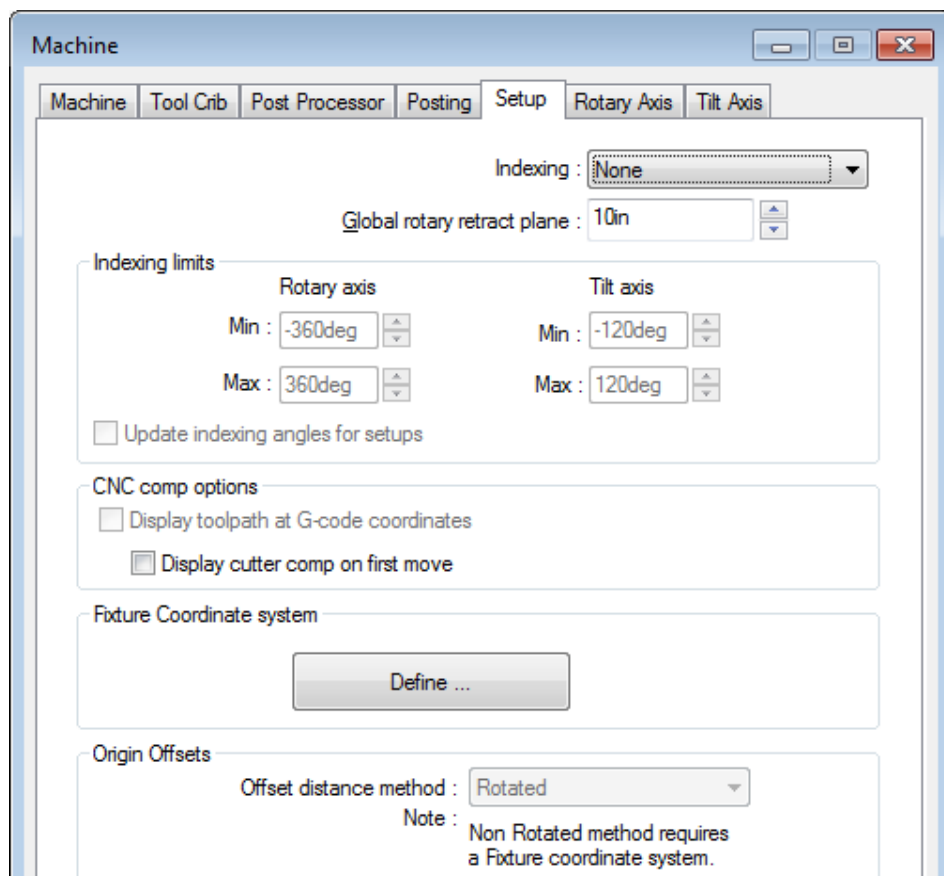 Machine
Machine Tool Crib Post Processor Posting Setup Rotary Axis Tilt Axis
Indexing : None
Global rotary retract plane : 10in
Indexing limits
Rotary axis Tilt axis
Min : -360deg Min : -120deg
Max : 360deg Max : 120deg
Update indexing angles for setups
CNC comp options
Display toolpath at G-code coordinates
Display cutter comp on first move
Fixture Coordinate system
Define ...
Origin Offsets
Offset distance method : Rotated
Note : Non Rotated method requires
a Fixture coordinate system.